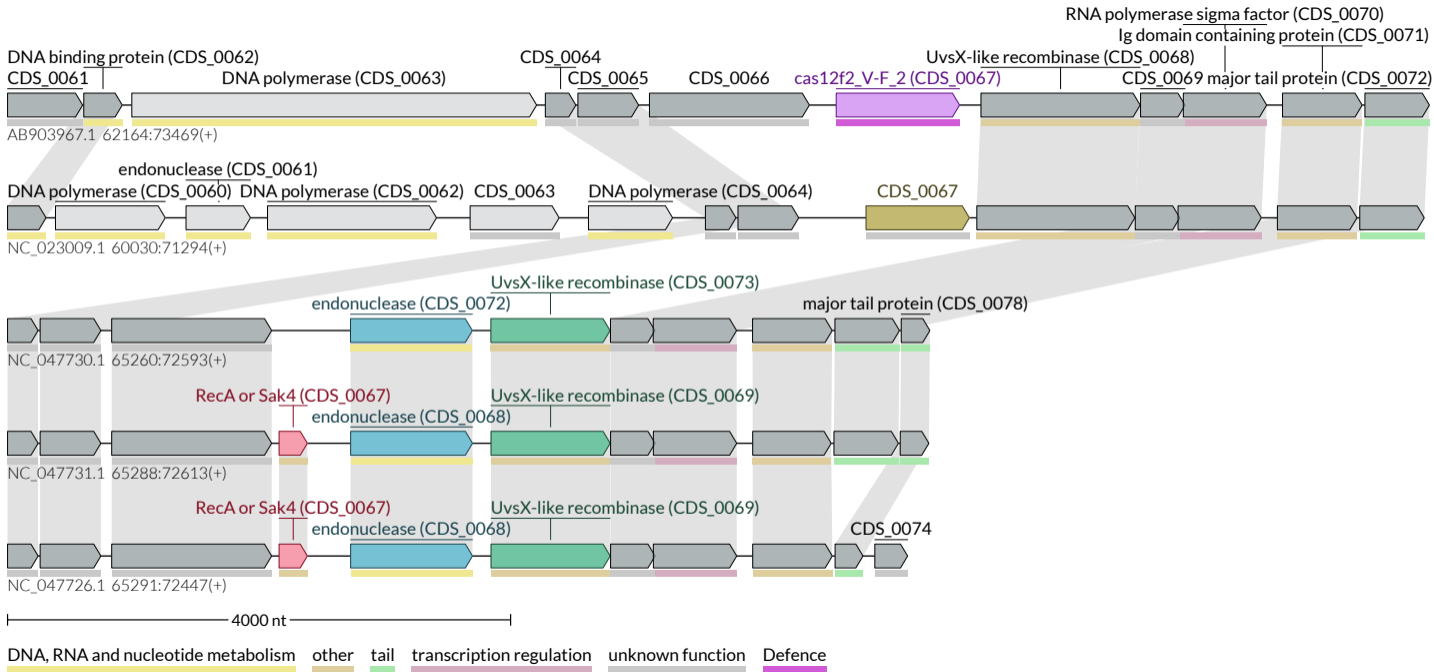 RNA polymerase sigma factor (CDS_0070)
Ig domain containing protein (CDS_0071)
DNA binding protein (CDS_0062) CDS_0064 UvsX-like recombinase (CDS_0068)
CDS_0061 DNA polymerase (CDS_0063) CDS_0065 CDS_0066 cas12f2_V-F_2 (CDS_0067) CDS_0069 major tail protein (CDS_0072)
AB903967.1 62164:73469(+)
endonuclease (CDS_0061)
DNA polymerase (CDS_0060) DNA polymerase (CDS_0062) CDS_0063 DNA polymerase (CDS_0064) CDS_0067
NC_023009.1 60030:71294(+)
UvsX-like recombinase (CDS_0073)
endonuclease (CDS_0072) major tail protein (CDS_0078)
NC_047730.1 65260:72593(+)
RecA or Sak4 (CDS_0067) UvsX-like recombinase (CDS_0069)
endonuclease (CDS_0068)
NC_047731.1 65288:72613(+)
RecA or Sak4 (CDS_0067) UvsX-like recombinase (CDS_0069)
endonuclease (CDS_0068) CDS_0074
NC_047726.1 65291:72447(+)
4000 nt
DNA, RNA and nucleotide metabolism other tail transcription regulation unknown function Defence